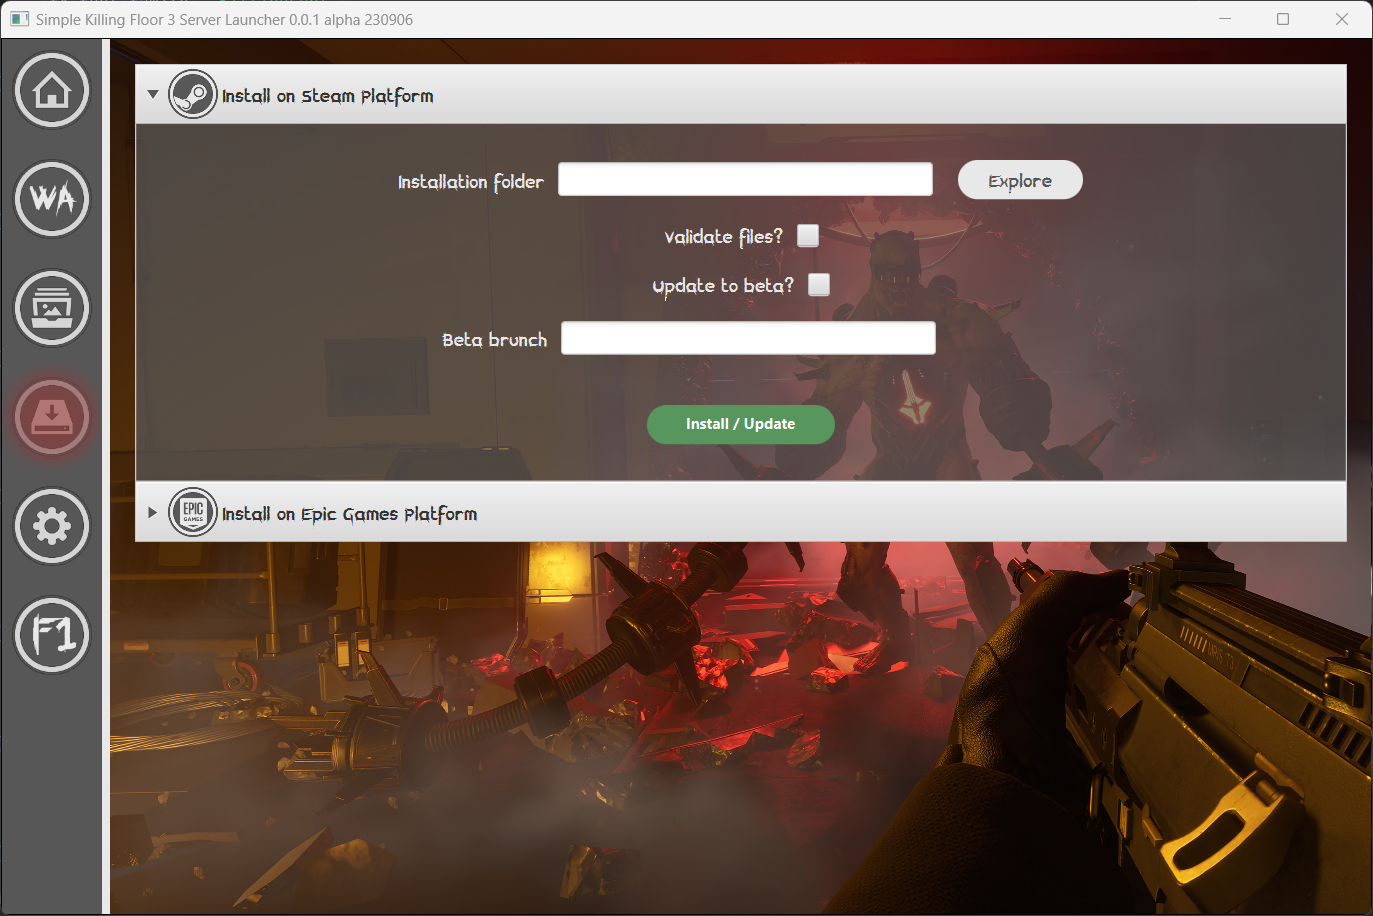 Simple Killing Floor 3 Server Launcher 0.0.1 alpha 230906
WA
F1
Install on Steam Platform
Installation folder
Explore
Validate files?
Update to beta?
Beta brunch
Install / Update
EPIC
GAMES
Install on Epic Games Platform